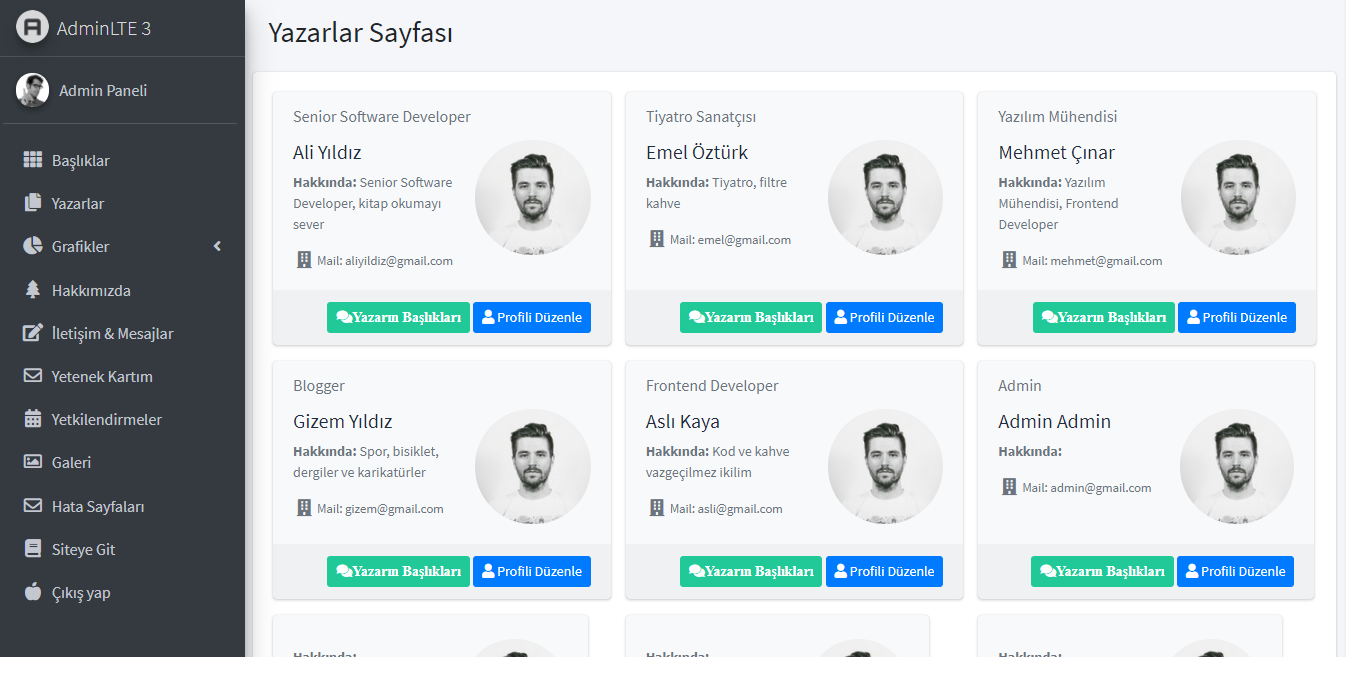 AdminLTE 3
Admin Paneli
Başlıklar
Yazarlar
Grafikler
Hakkımızda
İletişim & Mesajlar
Yetenek Kartım
Yetkilendirmeler
Galeri
Hata Sayfaları
Siteye Git
Çıkış yap
Yazarlar Sayfası
Senior Software Developer
Ali Yıldız
Hakkında: Senior Software
Developer, kitap okumayı
sever
Mail: aliyildiz@gmail.com
Yazarın Başlıkları
Profili Düzenle
Tiyatro Sanatçısı
Emel Öztürk
Hakkında: Tiyatro, filtre
kahve
Mail: emel@gmail.com
Yazarın Başlıkları
Profili Düzenle
Yazılım Mühendisi
Mehmet Çınar
Hakkında: Yazılım
Mühendisi, Frontend
Developer
Mail: mehmet@gmail.com
Yazarın Başlıkları
Profili Düzenle
Blogger
Gizem Yıldız
Hakkında: Spor, bisiklet,
dergiler ve karikatürler
Mail: gizem@gmail.com
Yazarın Başlıkları
Profili Düzenle
Frontend Developer
Aslı Kaya
Hakkında: Kod ve kahve
vazgeçilmez ikilim
Mail: asli@gmail.com
Yazarın Başlıkları
Profili Düzenle
Admin
Admin Admin
Hakkında:
Mail: admin@gmail.com
Yazarın Başlıkları
Profili Düzenle
Hakkında:
Hakkında:
Hakkında: